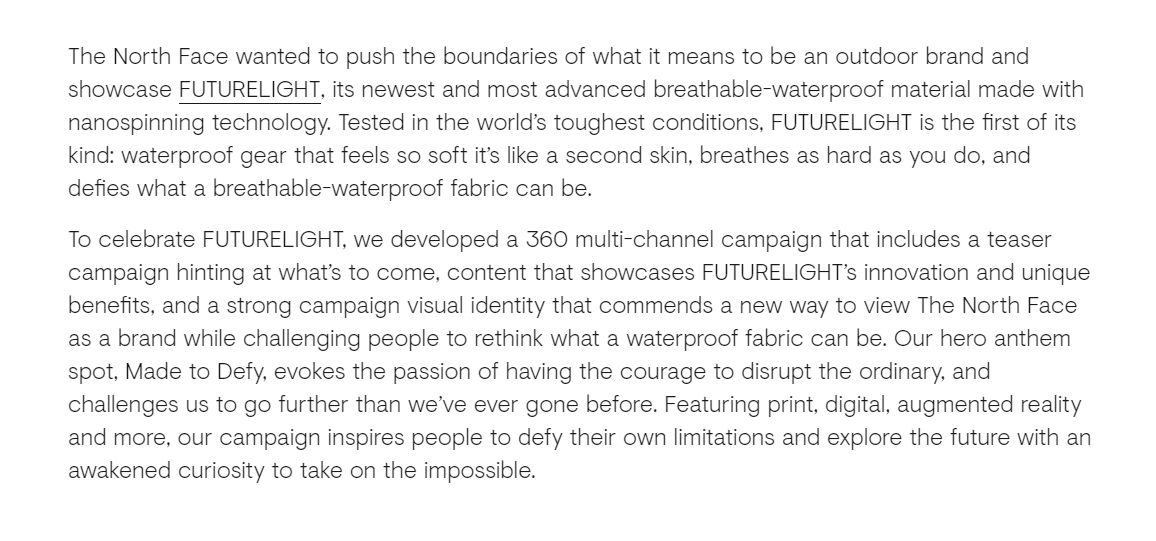 The North Face wanted to push the boundaries of what it means to be an outdoor brand and
showcase FUTURELIGHT, its newest and most advanced breathable-waterproof material made with
nanospinning technology. Tested in the world’s toughest conditions, FUTURELIGHT is the first of its
kind: waterproof gear that feels so soft it’s like a second skin, breathes as hard as you do, and
defies what a breathable-waterproof fabric can be.
To celebrate FUTURELIGHT, we developed a 360 multi-channel campaign that includes a teaser
campaign hinting at what’s to come, content that showcases FUTURELIGHT’s innovation and unique
benefits, and a strong campaign visual identity that commends a new way to view The North Face
as a brand while challenging people to rethink what a waterproof fabric can be. Our hero anthem
spot, Made to Defy, evokes the passion of having the courage to disrupt the ordinary, and
challenges us to go further than we’ve ever gone before. Featuring print, digital, augmented reality
and more, our campaign inspires people to defy their own limitations and explore the future with an
awakened curiosity to take on the impossible.